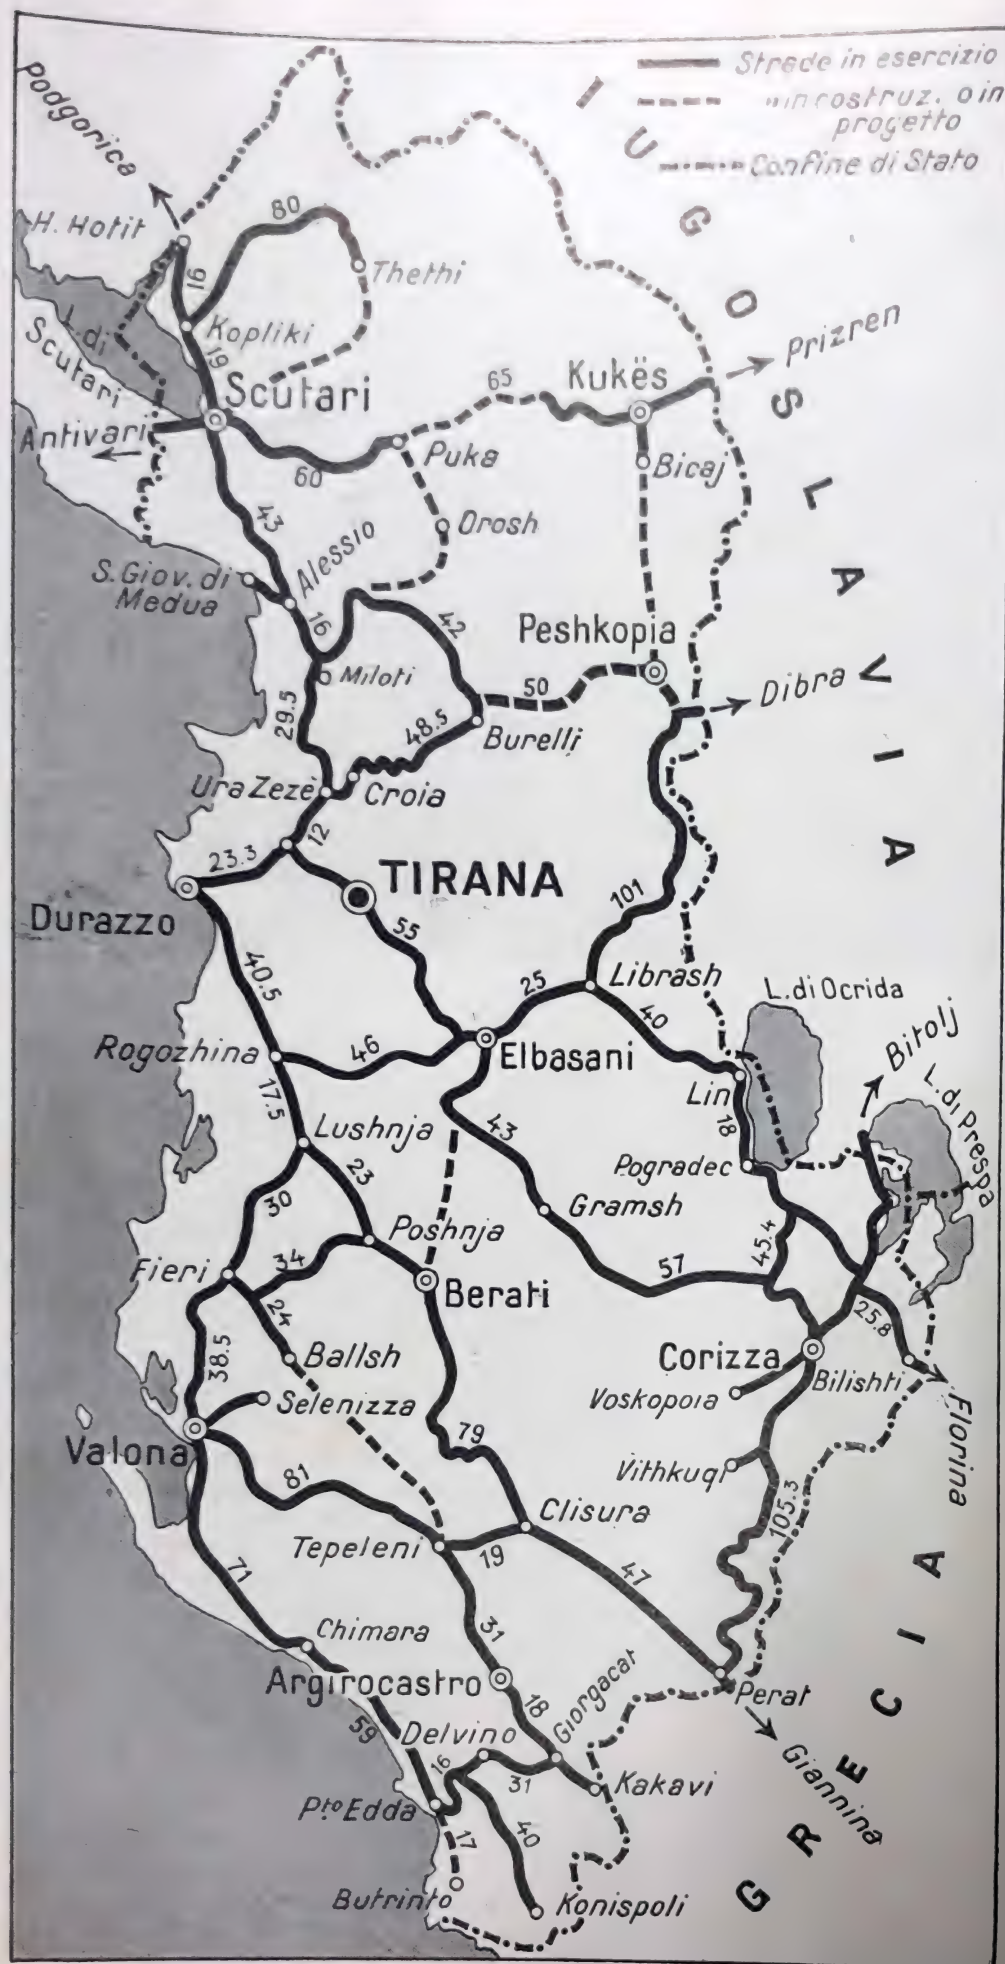 Strade in esercizio
" in costruz. o in
progetto
Confine di Stato
IUGOSLAVIA
Podgorica
H. Hotit
80
16
Thethi
Kopliki
L. di
Scutari
19
Scutari
Antivari
Kukës
Prizren
65
Puka
60
Bicaj
43
Orosh
Alessio
S. Giov. di
Medua
16
42
Peshkopia
Miloti
50
Dibra
29.5
48.5
Burelli
Ura Zezë
Croia
12
23.3
TIRANA
Durazzo
55
101
40.5
25
Librash
L. di Ocrida
40
Rogozhina
46
Elbasani
Bitolj
L. di Prespa
Lin
17.5
18
Lushnja
43
Pogradec
23
Gramsh
30
Poshnja
45.4
Fieri
34
57
Berati
24
25.8
38.5
Ballsh
Corizza
Bilishti
Voskopoia
Selenizza
Florina
Valona
79
Vithkuqi
81
105.3
Clisura
Tepeleni
19
47
71
31
Chimara
Argirocastro
Giorgacat
18
Perat
59
Delvino
Giannina
16
31
Kakavi
P.to Edda
17
40
Butrinto
Konispoli
GRECIA